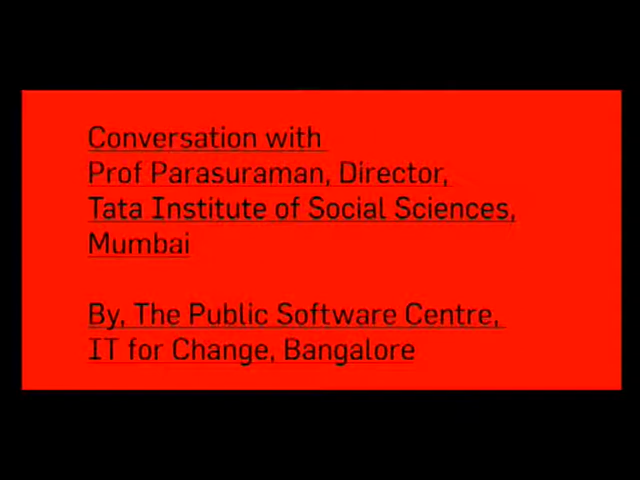 Conversation with
Prof Parasuraman, Director,
Tata Institute of Social Sciences,
Mumbai
By, The Public Software Centre,
IT for Change, Bangalore